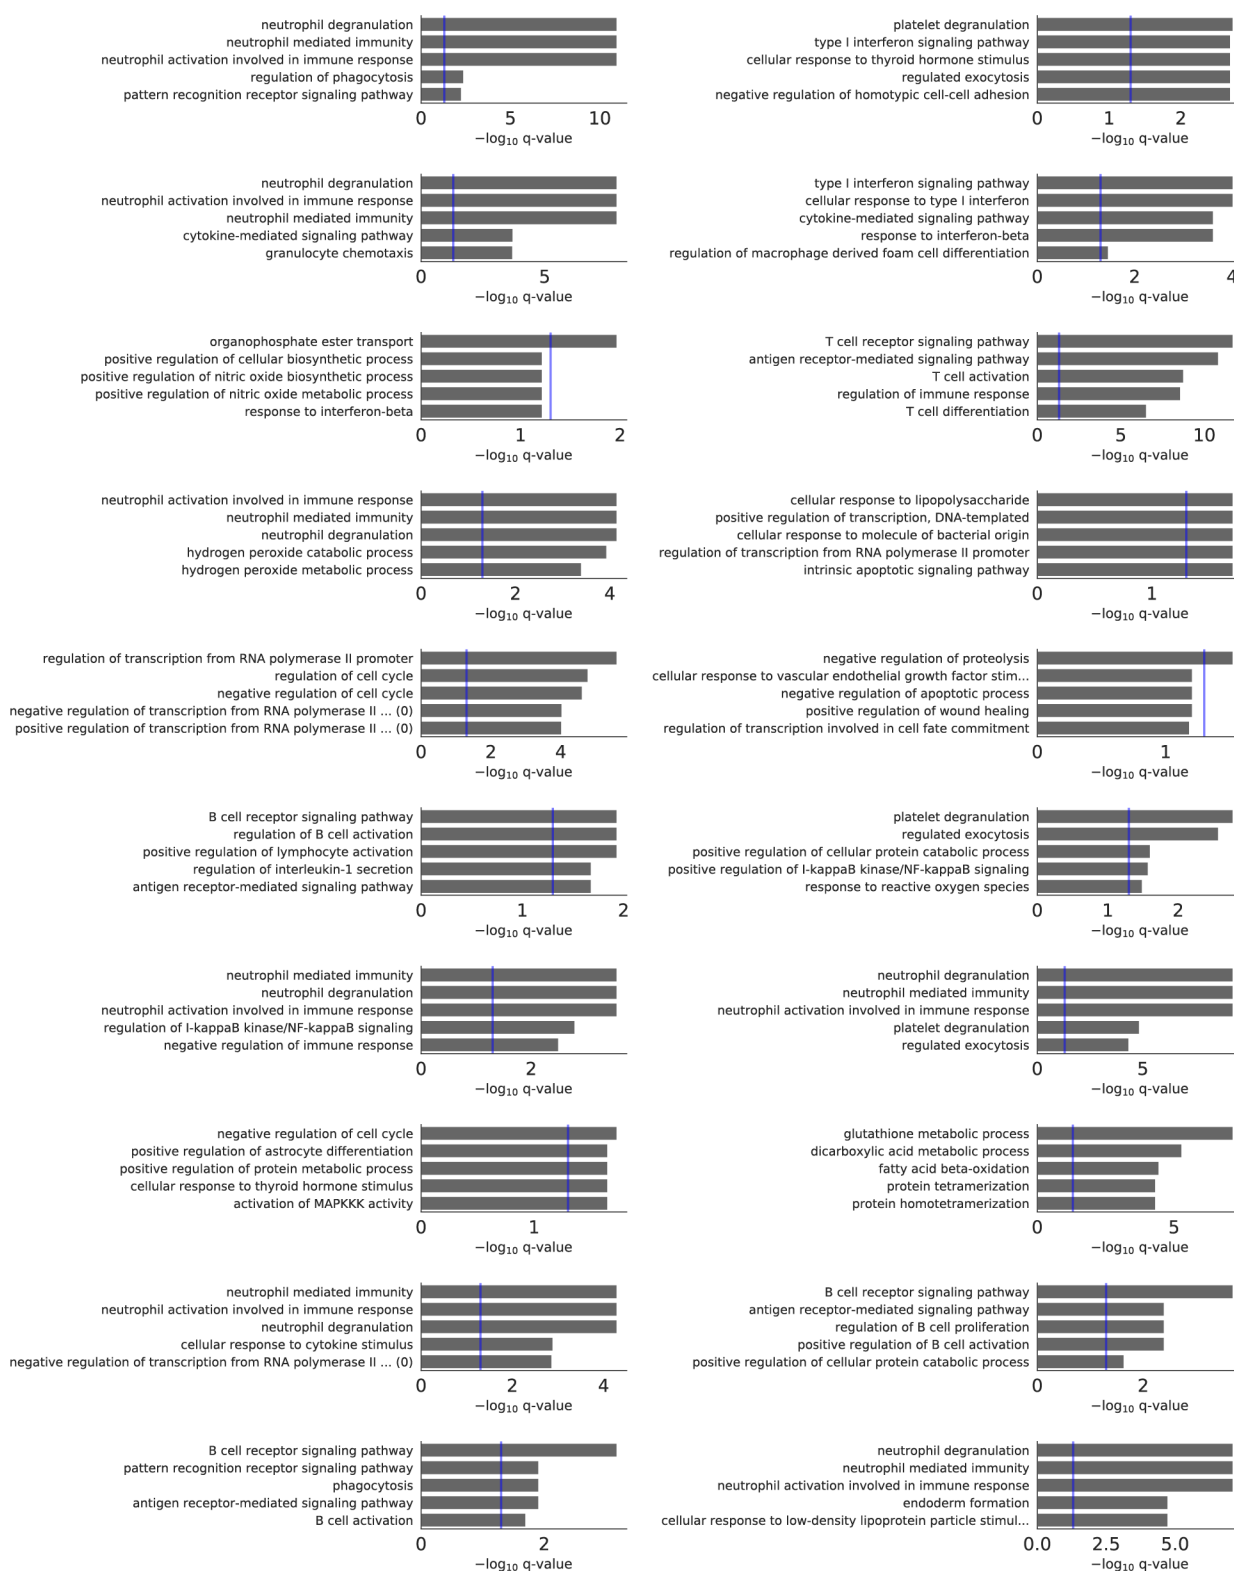 neutrophil degranulation
neutrophil mediated immunity
neutrophil activation involved in immune response
regulation of phagocytosis
pattern recognition receptor signaling pathway
0 5 10
−log10 q-value
platelet degranulation
type I interferon signaling pathway
cellular response to thyroid hormone stimulus
regulated exocytosis
negative regulation of homotypic cell-cell adhesion
0 1 2
−log10 q-value
neutrophil degranulation
neutrophil activation involved in immune response
neutrophil mediated immunity
cytokine-mediated signaling pathway
granulocyte chemotaxis
0 5
−log10 q-value
type I interferon signaling pathway
cellular response to type I interferon
cytokine-mediated signaling pathway
response to interferon-beta
regulation of macrophage derived foam cell differentiation
0 2 4
−log10 q-value
organophosphate ester transport
positive regulation of cellular biosynthetic process
positive regulation of nitric oxide biosynthetic process
positive regulation of nitric oxide metabolic process
response to interferon-beta
0 1 2
−log10 q-value
T cell receptor signaling pathway
antigen receptor-mediated signaling pathway
T cell activation
regulation of immune response
T cell differentiation
0 5 10
−log10 q-value
neutrophil activation involved in immune response
neutrophil mediated immunity
neutrophil degranulation
hydrogen peroxide catabolic process
hydrogen peroxide metabolic process
0 2 4
−log10 q-value
cellular response to lipopolysaccharide
positive regulation of transcription, DNA-templated
cellular response to molecule of bacterial origin
regulation of transcription from RNA polymerase II promoter
intrinsic apoptotic signaling pathway
0 1
−log10 q-value
regulation of transcription from RNA polymerase II promoter
regulation of cell cycle
negative regulation of cell cycle
negative regulation of transcription from RNA polymerase II ... (0)
positive regulation of transcription from RNA polymerase II ... (0)
0 2 4
−log10 q-value
negative regulation of proteolysis
cellular response to vascular endothelial growth factor stim...
negative regulation of apoptotic process
positive regulation of wound healing
regulation of transcription involved in cell fate commitment
0 1
−log10 q-value
B cell receptor signaling pathway
regulation of B cell activation
positive regulation of lymphocyte activation
regulation of interleukin-1 secretion
antigen receptor-mediated signaling pathway
0 1 2
−log10 q-value
platelet degranulation
regulated exocytosis
positive regulation of cellular protein catabolic process
positive regulation of I-kappaB kinase/NF-kappaB signaling
response to reactive oxygen species
0 1 2
−log10 q-value
neutrophil mediated immunity
neutrophil degranulation
neutrophil activation involved in immune response
regulation of I-kappaB kinase/NF-kappaB signaling
negative regulation of immune response
0 2
−log10 q-value
neutrophil degranulation
neutrophil mediated immunity
neutrophil activation involved in immune response
platelet degranulation
regulated exocytosis
0 5
−log10 q-value
negative regulation of cell cycle
positive regulation of astrocyte differentiation
positive regulation of protein metabolic process
cellular response to thyroid hormone stimulus
activation of MAPKKK activity
0 1
−log10 q-value
glutathione metabolic process
dicarboxylic acid metabolic process
fatty acid beta-oxidation
protein tetramerization
protein homotetramerization
0 5
−log10 q-value
neutrophil mediated immunity
neutrophil activation involved in immune response
neutrophil degranulation
cellular response to cytokine stimulus
negative regulation of transcription from RNA polymerase II ... (0)
0 2 4
−log10 q-value
B cell receptor signaling pathway
antigen receptor-mediated signaling pathway
regulation of B cell proliferation
positive regulation of B cell activation
positive regulation of cellular protein catabolic process
0 2
−log10 q-value
B cell receptor signaling pathway
pattern recognition receptor signaling pathway
phagocytosis
antigen receptor-mediated signaling pathway
B cell activation
0 2
−log10 q-value
neutrophil degranulation
neutrophil mediated immunity
neutrophil activation involved in immune response
endoderm formation
cellular response to low-density lipoprotein particle stimul...
0.0 2.5 5.0
−log10 q-value